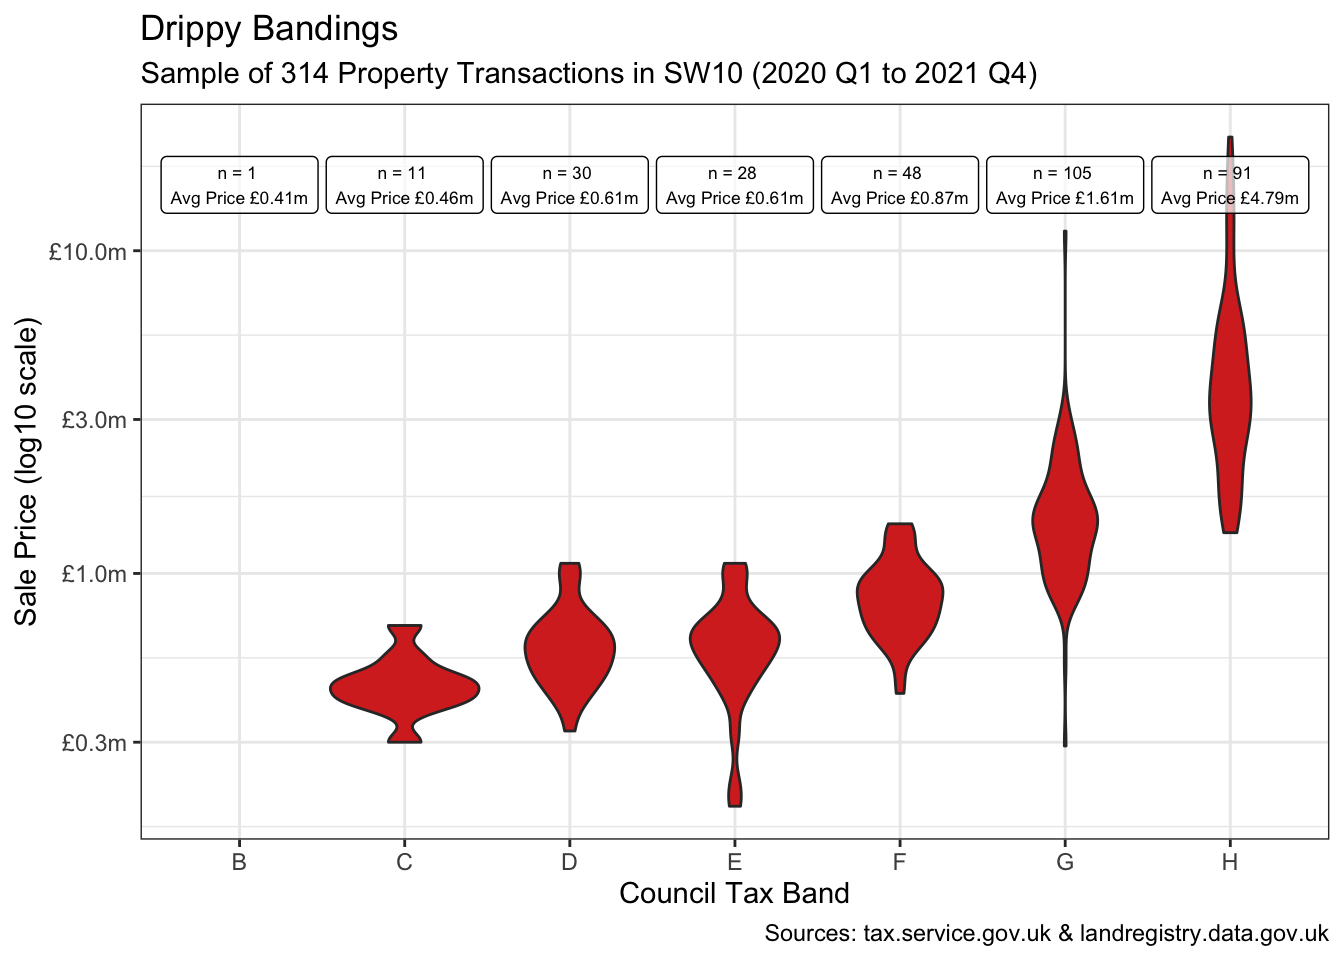 Drippy Bandings
Sample of 314 Property Transactions in SW10 (2020 Q1 to 2021 Q4)
n = 1
Avg Price £0.41m
n = 11
Avg Price £0.46m
n = 30
Avg Price £0.61m
n = 28
Avg Price £0.61m
n = 48
Avg Price £0.87m
n = 105
Avg Price £1.61m
n = 91
Avg Price £4.79m
Sale Price (log10 scale)
£10.0m
£3.0m
£1.0m
£0.3m
B
C
D
E
F
G
H
Council Tax Band
Sources: tax.service.gov.uk & landregistry.data.gov.uk